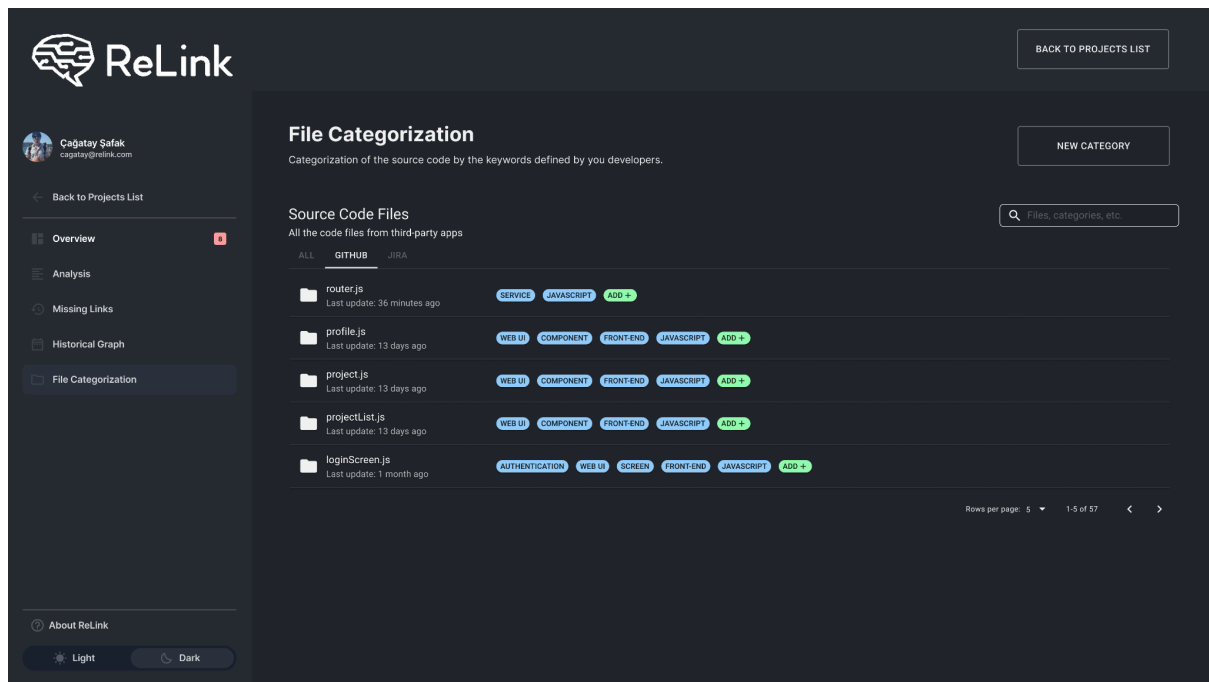 ReLink
BACK TO PROJECTS LIST
Çağatay Şafak
cagatay@relink.com
Back to Projects List
Overview
Analysis
Missing Links
Historical Graph
File Categorization
About ReLink
Light
Dark
File Categorization
Categorization of the source code by the keywords defined by you developers.
NEW CATEGORY
Source Code Files
All the code files from third-party apps
Files, categories, etc.
ALL GITHUB JIRA
router.js
Last update: 36 minutes ago
SERVICE JAVASCRIPT ADD +
profile.js
Last update: 13 days ago
WEB UI COMPONENT FRONT-END JAVASCRIPT ADD +
project.js
Last update: 13 days ago
WEB UI COMPONENT FRONT-END JAVASCRIPT ADD +
projectList.js
Last update: 13 days ago
WEB UI COMPONENT FRONT-END JAVASCRIPT ADD +
loginScreen.js
Last update: 1 month ago
AUTHENTICATION WEB UI SCREEN FRONT-END JAVASCRIPT ADD +
Rows per page: 5 1-5 of 57